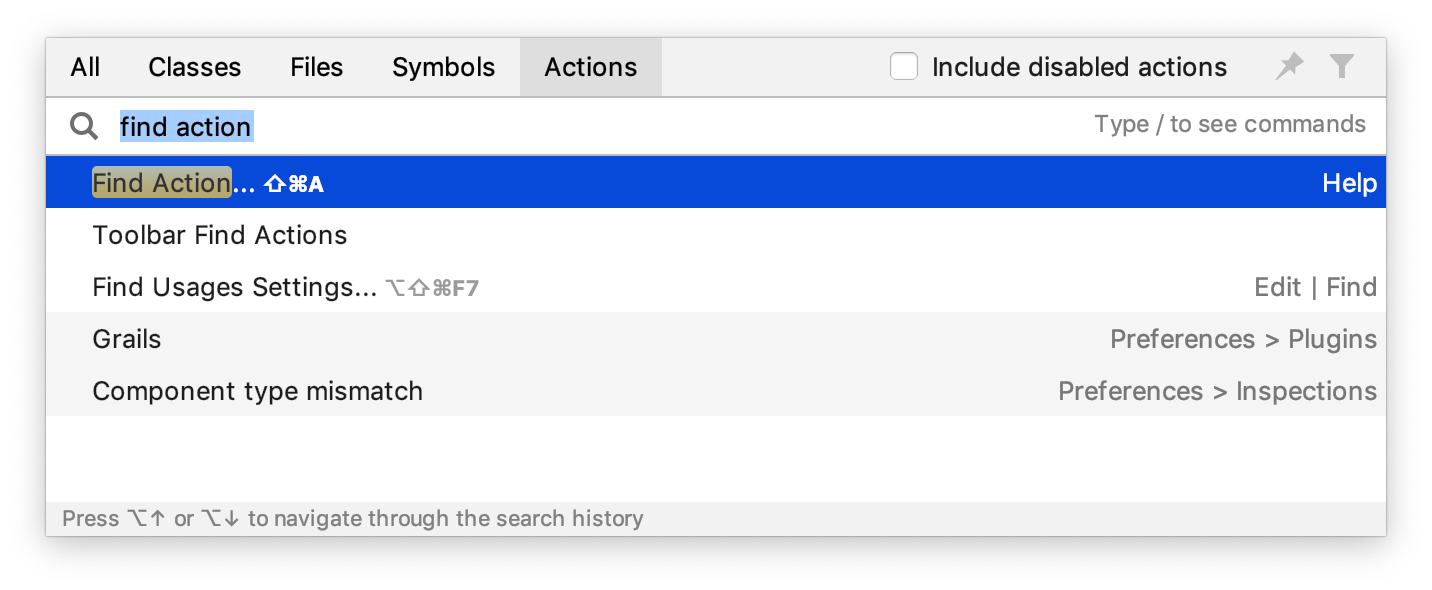 All Classes Files Symbols Actions Include disabled actions
find action Type / to see commands
Find Action... ⇧⌘A Help
Toolbar Find Actions
Find Usages Settings... ⌥⇧⌘F7 Edit | Find
Grails Preferences > Plugins
Component type mismatch Preferences > Inspections
Press ⌥↑ or ⌥↓ to navigate through the search history